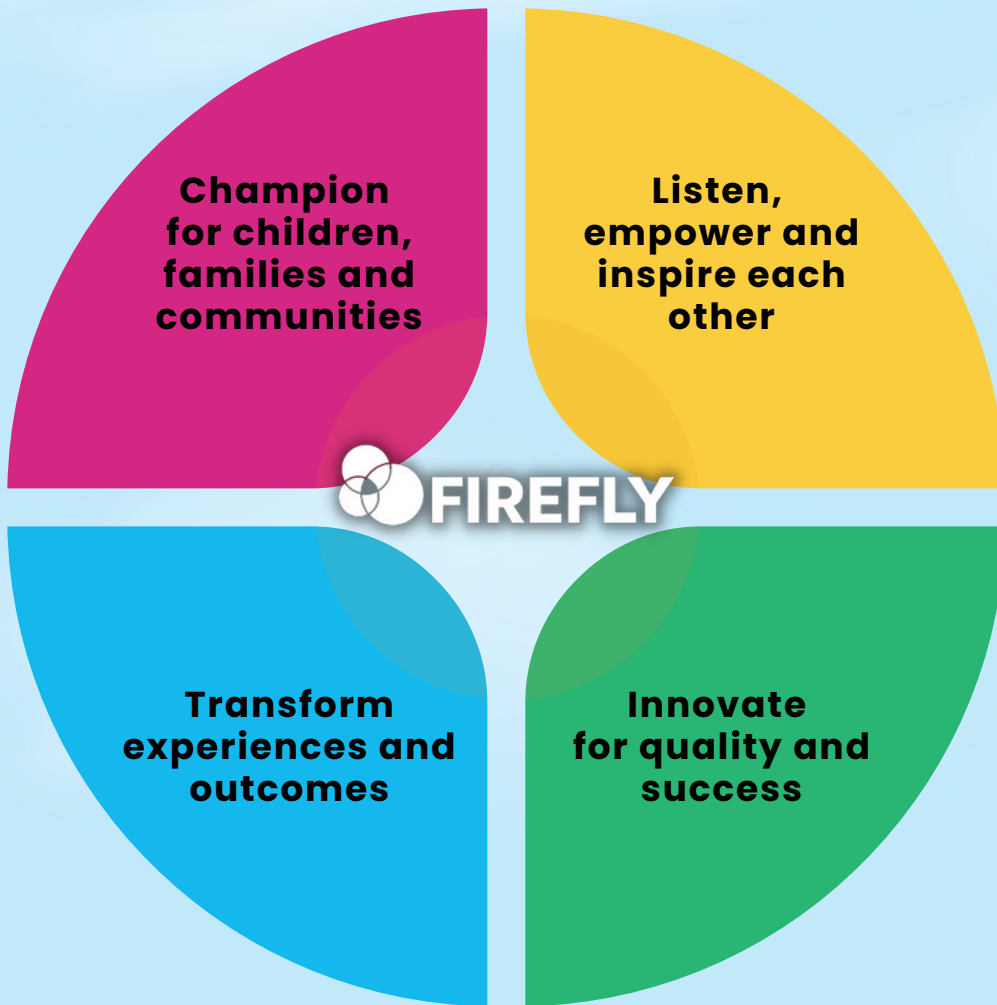 Champion
for children,
families and
communities
Listen,
empower and
inspire each
other
FIREFLY
Transform
experiences and
outcomes
Innovate
for quality and
success